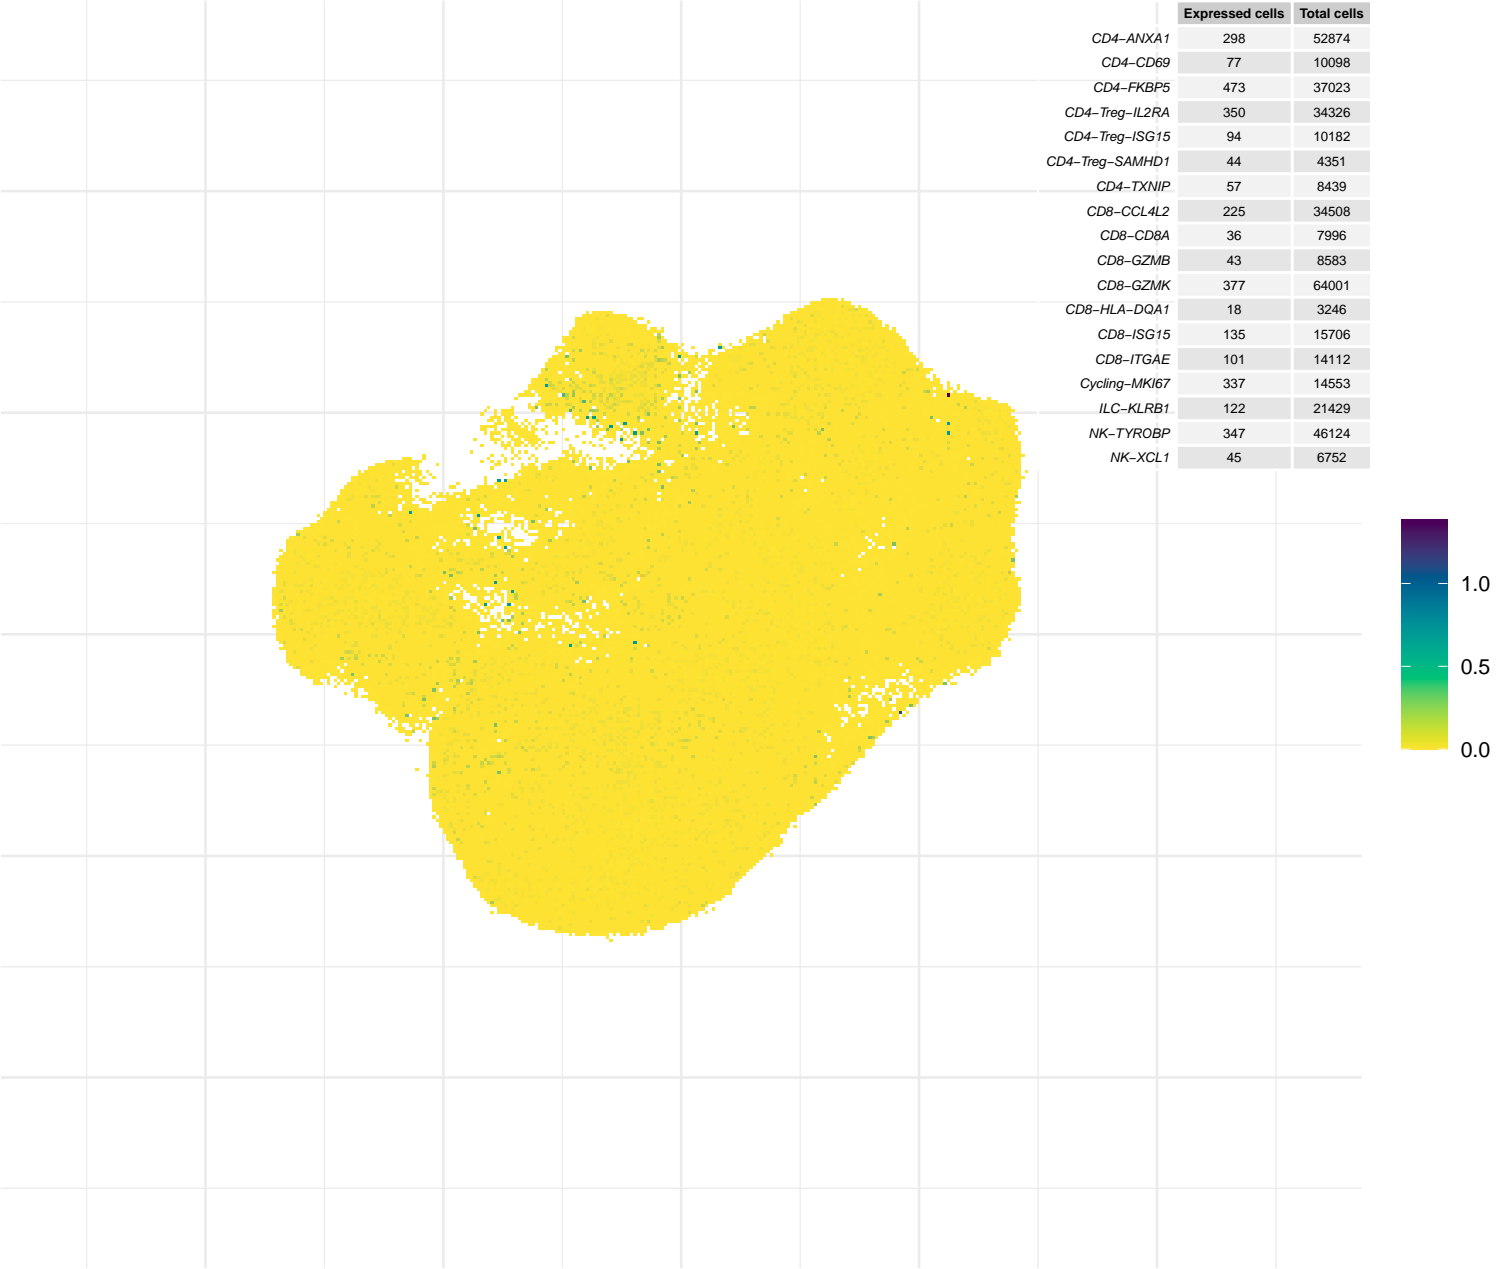 Expressed cells Total cells
CD4−ANXA1 298 52874
CD4−CD69 77 10098
CD4−FKBP5 473 37023
CD4−Treg−IL2RA 350 34326
CD4−Treg−ISG15 94 10182
CD4−Treg−SAMHD1 44 4351
CD4−TXNIP 57 8439
CD8−CCL4L2 225 34508
CD8−CD8A 36 7996
CD8−GZMB 43 8583
CD8−GZMK 377 64001
CD8−HLA−DQA1 18 3246
CD8−ISG15 135 15706
CD8−ITGAE 101 14112
Cycling−MKI67 337 14553
ILC−KLRB1 122 21429
NK−TYROBP 347 46124
NK−XCL1 45 6752
1.0
0.5
0.0